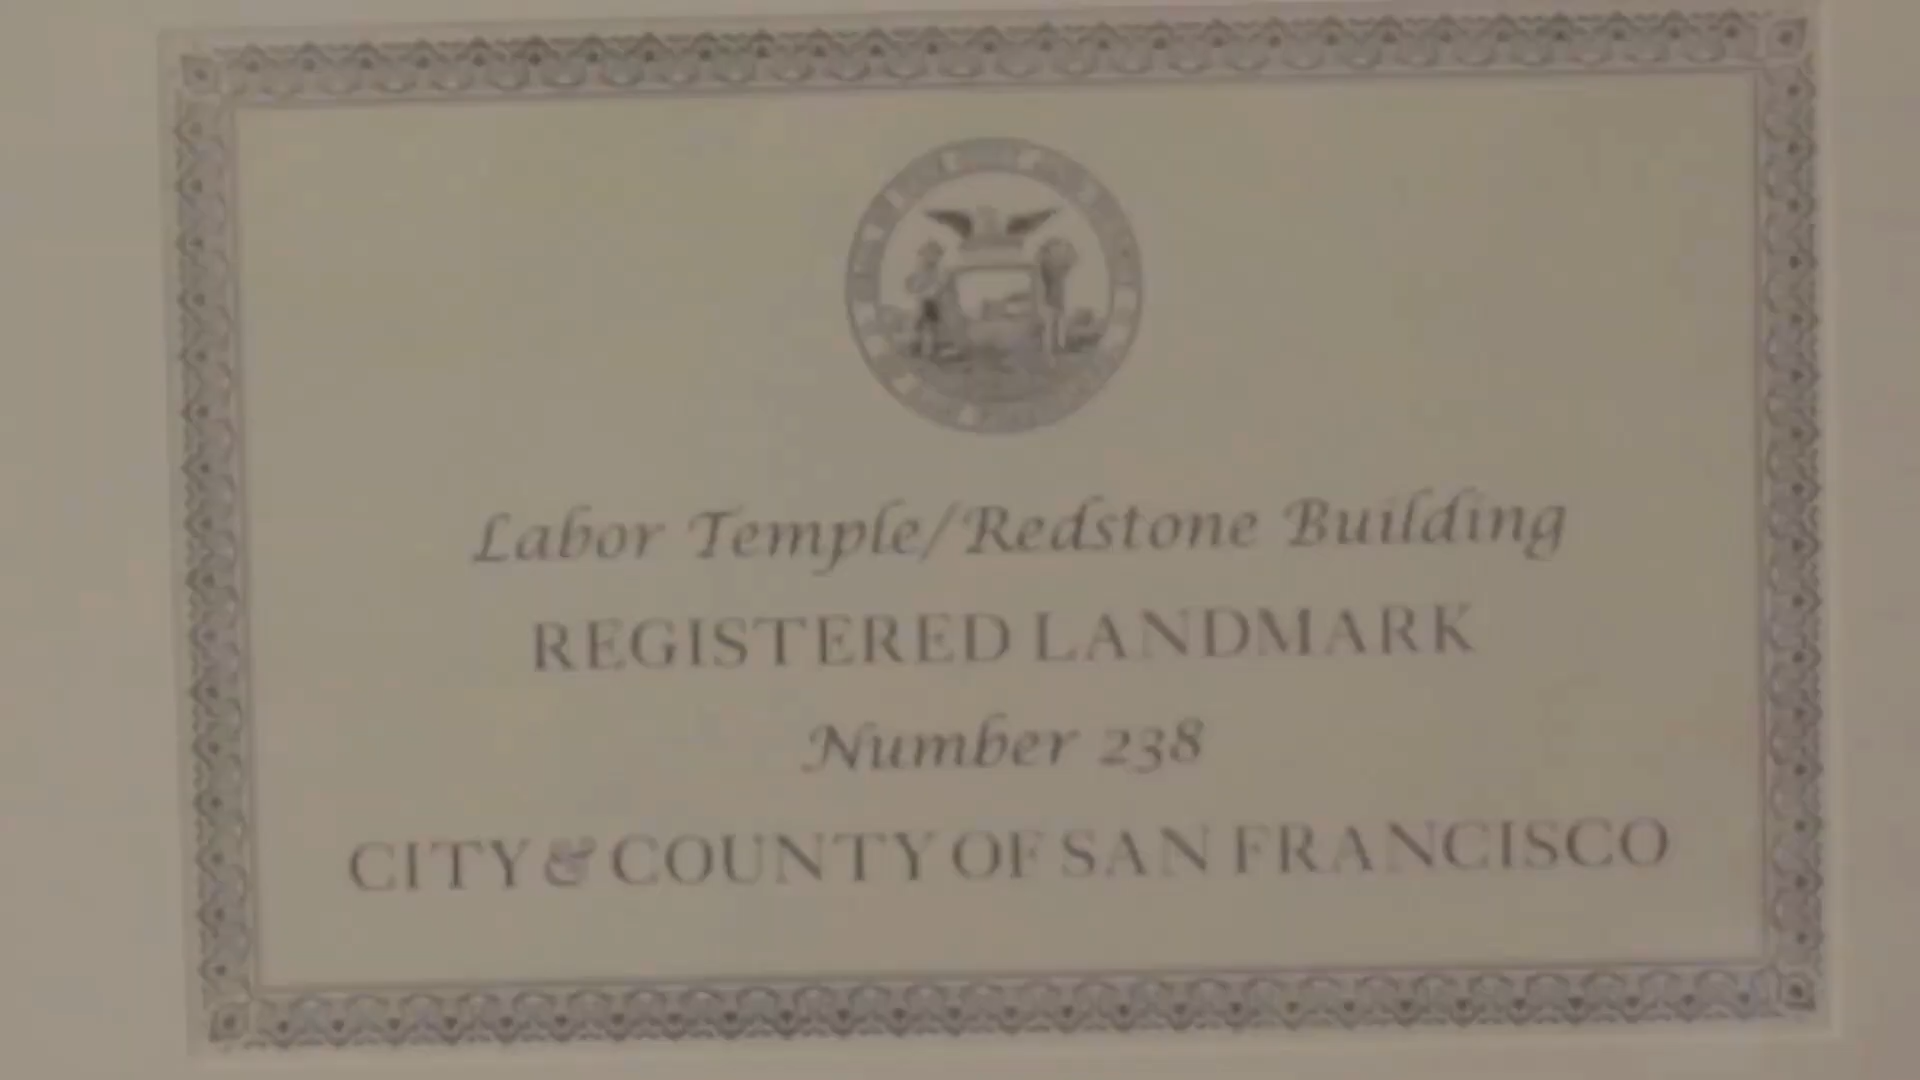 Labor Temple/Redstone Building
REGISTERED LANDMARK
Number 238
CITY & COUNTY OF SAN FRANCISCO